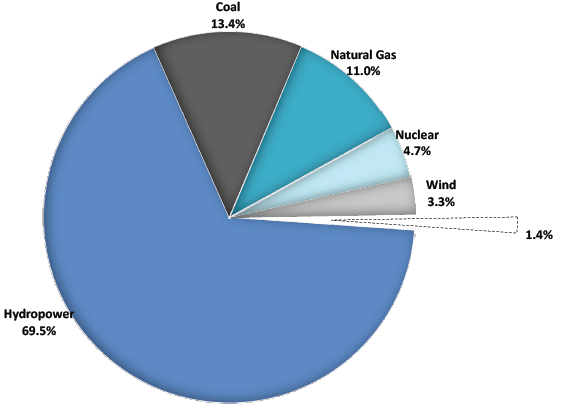 Coal
13.4%
Natural Gas
11.0%
Nuclear
4.7%
Wind
3.3%
1.4%
Hydropower
69.5%